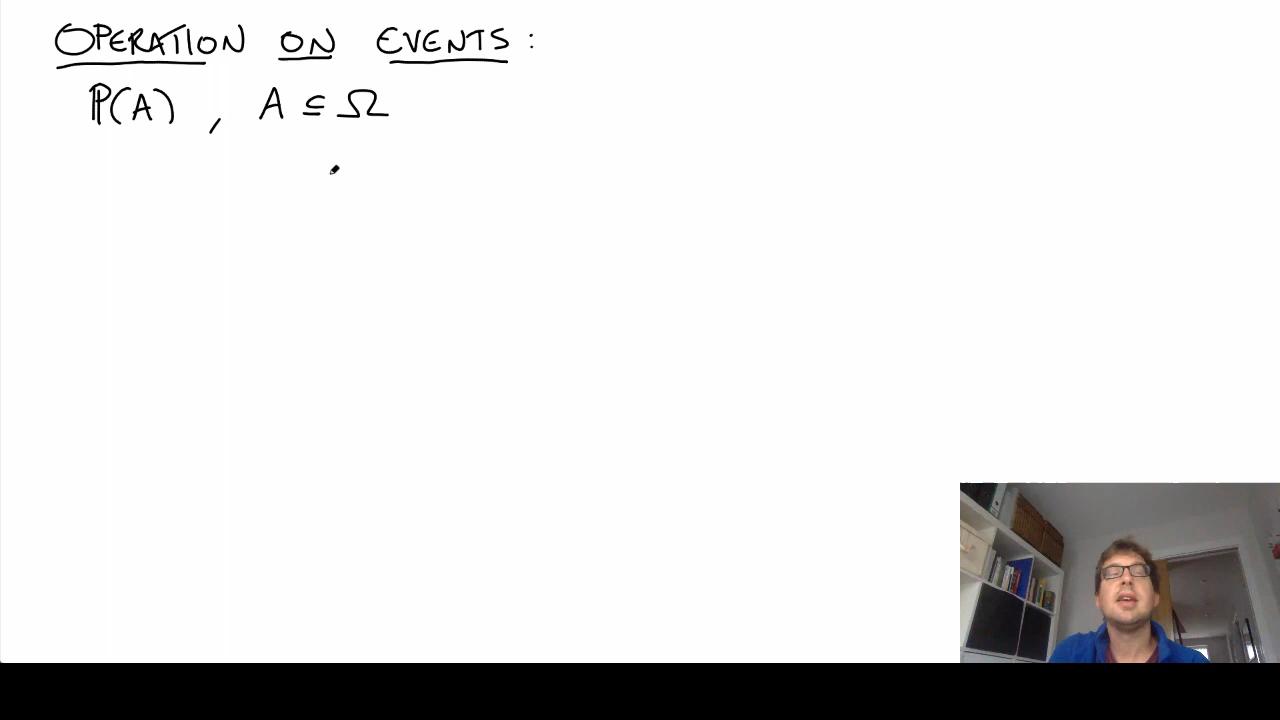 OPERATION ON EVENTS:
ℙ(A), A ⊆ Ω